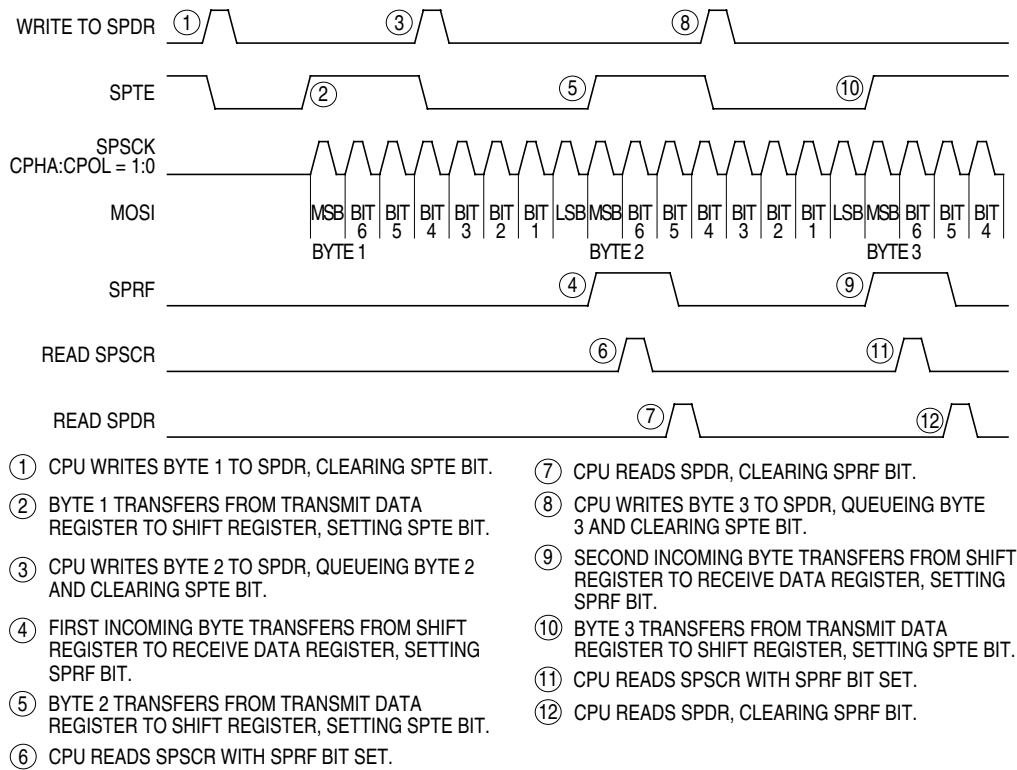 WRITE TO SPDR
1
3
8
SPTE
2
5
10
SPSCK
CPHA:CPOL = 1:0
MOSI
MSB BIT BIT BIT BIT BIT BIT LSB MSB BIT BIT BIT BIT BIT BIT LSB MSB BIT BIT BIT
6 5 4 3 2 1 6 5 4 3 2 1 6 5 4
BYTE 1 BYTE 2 BYTE 3
SPRF
4
9
READ SPSCR
6
11
READ SPDR
7
12
1 CPU WRITES BYTE 1 TO SPDR, CLEARING SPTE BIT.
2 BYTE 1 TRANSFERS FROM TRANSMIT DATA
REGISTER TO SHIFT REGISTER, SETTING SPTE BIT.
3 CPU WRITES BYTE 2 TO SPDR, QUEUEING BYTE 2
AND CLEARING SPTE BIT.
4 FIRST INCOMING BYTE TRANSFERS FROM SHIFT
REGISTER TO RECEIVE DATA REGISTER, SETTING
SPRF BIT.
5 BYTE 2 TRANSFERS FROM TRANSMIT DATA
REGISTER TO SHIFT REGISTER, SETTING SPTE BIT.
6 CPU READS SPSCR WITH SPRF BIT SET.
7 CPU READS SPDR, CLEARING SPRF BIT.
8 CPU WRITES BYTE 3 TO SPDR, QUEUEING BYTE
3 AND CLEARING SPTE BIT.
9 SECOND INCOMING BYTE TRANSFERS FROM SHIFT
REGISTER TO RECEIVE DATA REGISTER, SETTING
SPRF BIT.
10 BYTE 3 TRANSFERS FROM TRANSMIT DATA
REGISTER TO SHIFT REGISTER, SETTING SPTE BIT.
11 CPU READS SPSCR WITH SPRF BIT SET.
12 CPU READS SPDR, CLEARING SPRF BIT.